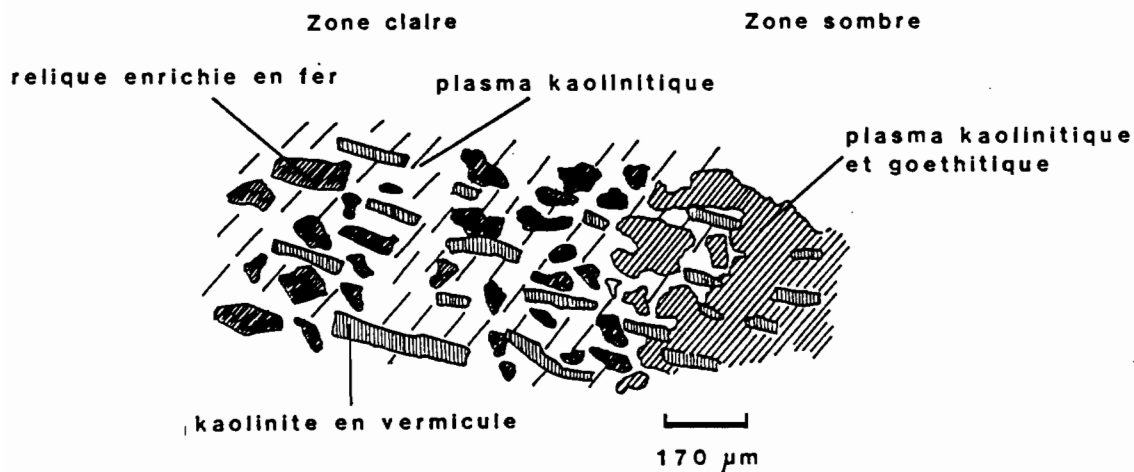 Zone claire
Zone sombre
relique enrichie en fer
plasma kaolinitique
plasma kaolinitique
et goethitique
kaolinite en vermicule
170 µm